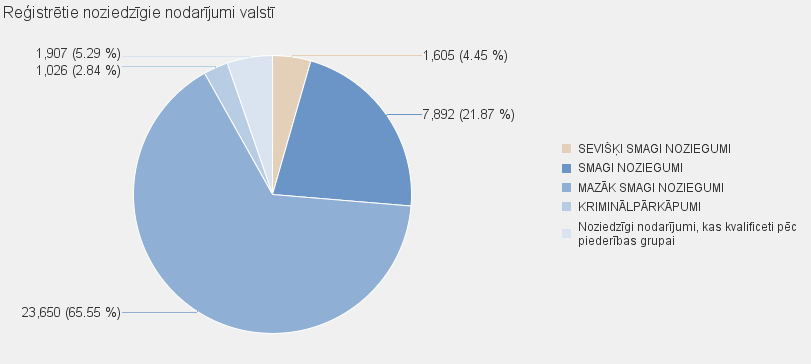 Reģistrētie noziedzīgie nodarījumi valstī
1,907 (5.29 %)
1,026 (2.84 %)
1,605 (4.45 %)
7,892 (21.87 %)
23,650 (65.55 %)
SEVIŠĶI SMAGI NOZIEGUMI
SMAGI NOZIEGUMI
MAZĀK SMAGI NOZIEGUMI
KRIMINĀLPĀRKĀPUMI
Noziedzīgi nodarījumi, kas kvalificeti pēc
piederības grupai